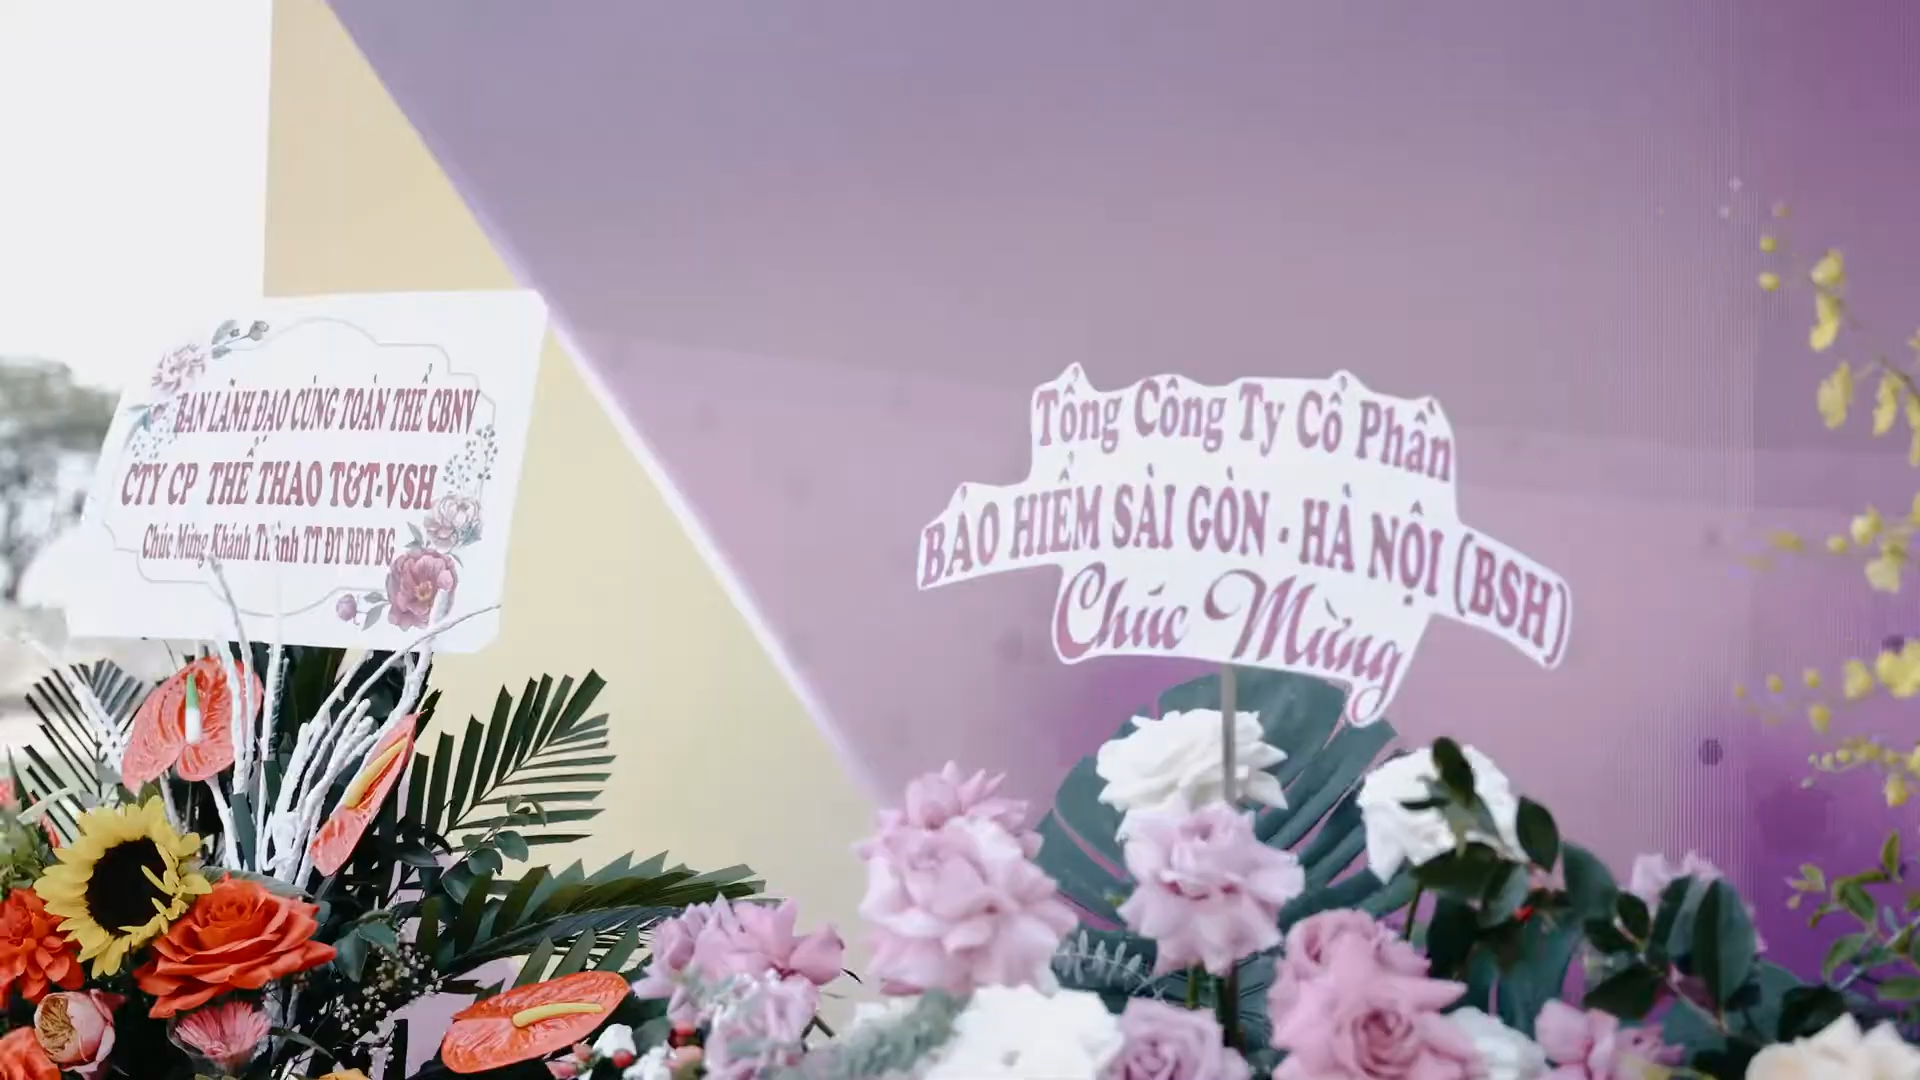 BAN LÃNH ĐẠO CÙNG TOÀN THỂ CBNV
CTY CP THỂ THAO T&T-VSH
Chúc Mừng Khánh Thành TT ĐT BĐT BG
Tổng Công Ty Cổ Phần
BẢO HIỂM SÀI GÒN - HÀ NỘI (BSH)
Chúc Mừng